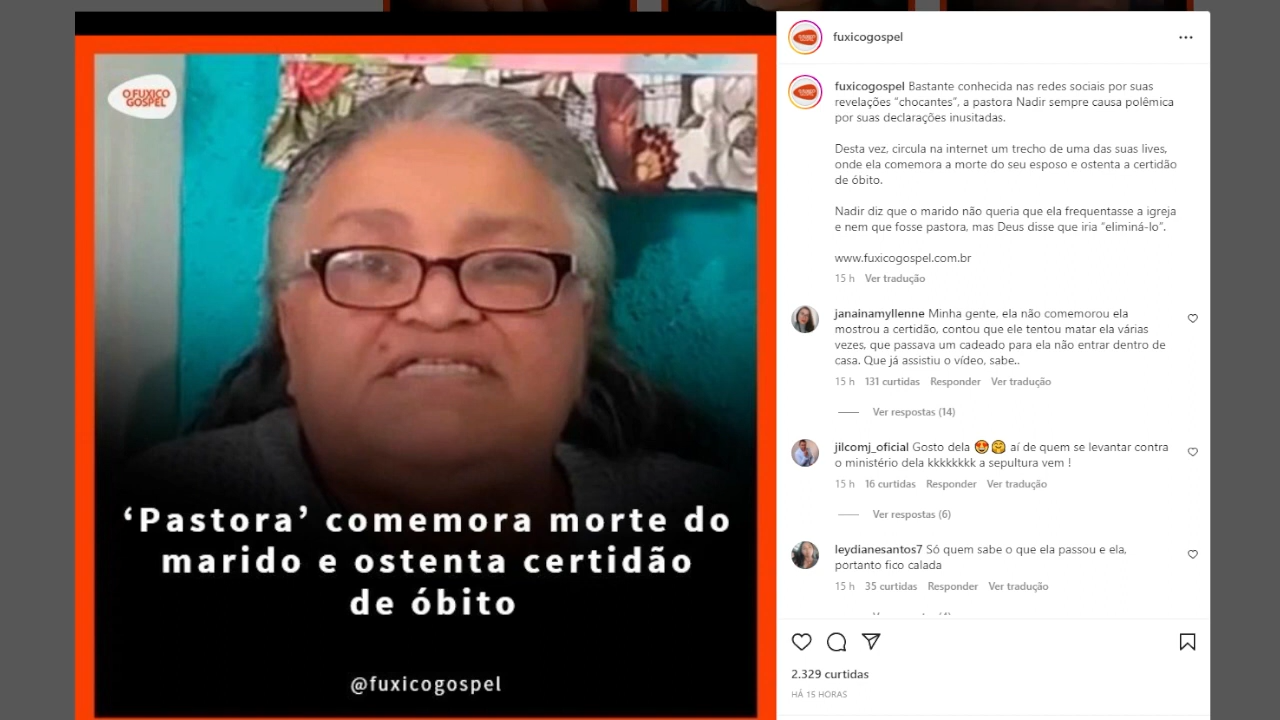 O FUXICO
GOSPEL
'Pastora' comemora morte do
marido e ostenta certidão
de óbito
@fuxicogospel
fuxicogospel
fuxicogospel Bastante conhecida nas redes sociais por suas
revelações "chocantes", a pastora Nadir sempre causa polêmica
por suas declarações inusitadas.
Desta vez, circula na internet um trecho de uma das suas lives,
onde ela comemora a morte do seu esposo e ostenta a certidão
de óbito.
Nadir diz que o marido não queria que ela frequentasse a igreja
e nem que fosse pastora, mas Deus disse que iria "eliminá-lo".
www.fuxicogospel.com.br
15 h Ver tradução
janainamyllenne Minha gente, ela não comemorou ela
mostrou a certidão, contou que ele tentou matar ela várias
vezes, que passava um cadeado para ela não entrar dentro de
casa. Que já assistiu o vídeo, sabe..
15 h 131 curtidas Responder Ver tradução
Ver respostas (14)
jilcomj_oficial Gosto dela 😍🤗 aí de quem se levantar contra
o ministério dela kkkkkkkk a sepultura vem !
15 h 16 curtidas Responder Ver tradução
Ver respostas (6)
leydianesantos7 Só quem sabe o que ela passou e ela,
portanto fico calada
15 h 35 curtidas Responder Ver tradução
2.329 curtidas
HÁ 15 HORAS